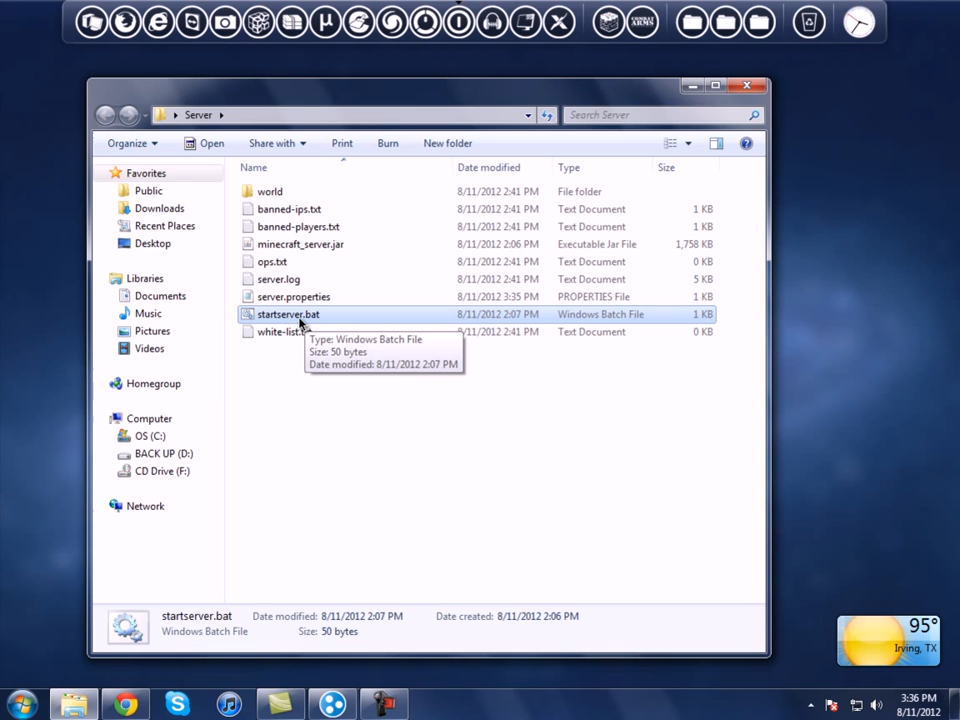 COMBAT
ARMS
Server
Search Server
Organize
Open
Share with
Print
Burn
New folder
Name
Date modified
Type
Size
Favorites
Public
Downloads
Recent Places
Desktop
Libraries
Documents
Music
Pictures
Videos
Homegroup
Computer
OS (C:)
BACK UP (D:)
CD Drive (F:)
Network
world 8/11/2012 2:41 PM File folder
banned-ips.txt 8/11/2012 2:41 PM Text Document 1 KB
banned-players.txt 8/11/2012 2:41 PM Text Document 1 KB
minecraft_server.jar 8/11/2012 2:06 PM Executable Jar File 1,758 KB
ops.txt 8/11/2012 2:41 PM Text Document 0 KB
server.log 8/11/2012 2:41 PM Text Document 5 KB
server.properties 8/11/2012 3:35 PM PROPERTIES File 1 KB
startserver.bat 8/11/2012 2:07 PM Windows Batch File 1 KB
white-list. 8/11/2012 2:41 PM Text Document 0 KB
Type: Windows Batch File
Size: 50 bytes
Date modified: 8/11/2012 2:07 PM
startserver.bat Date modified: 8/11/2012 2:07 PM Date created: 8/11/2012 2:06 PM
Windows Batch File Size: 50 bytes
95°
Irving, TX
3:36 PM
8/11/2012